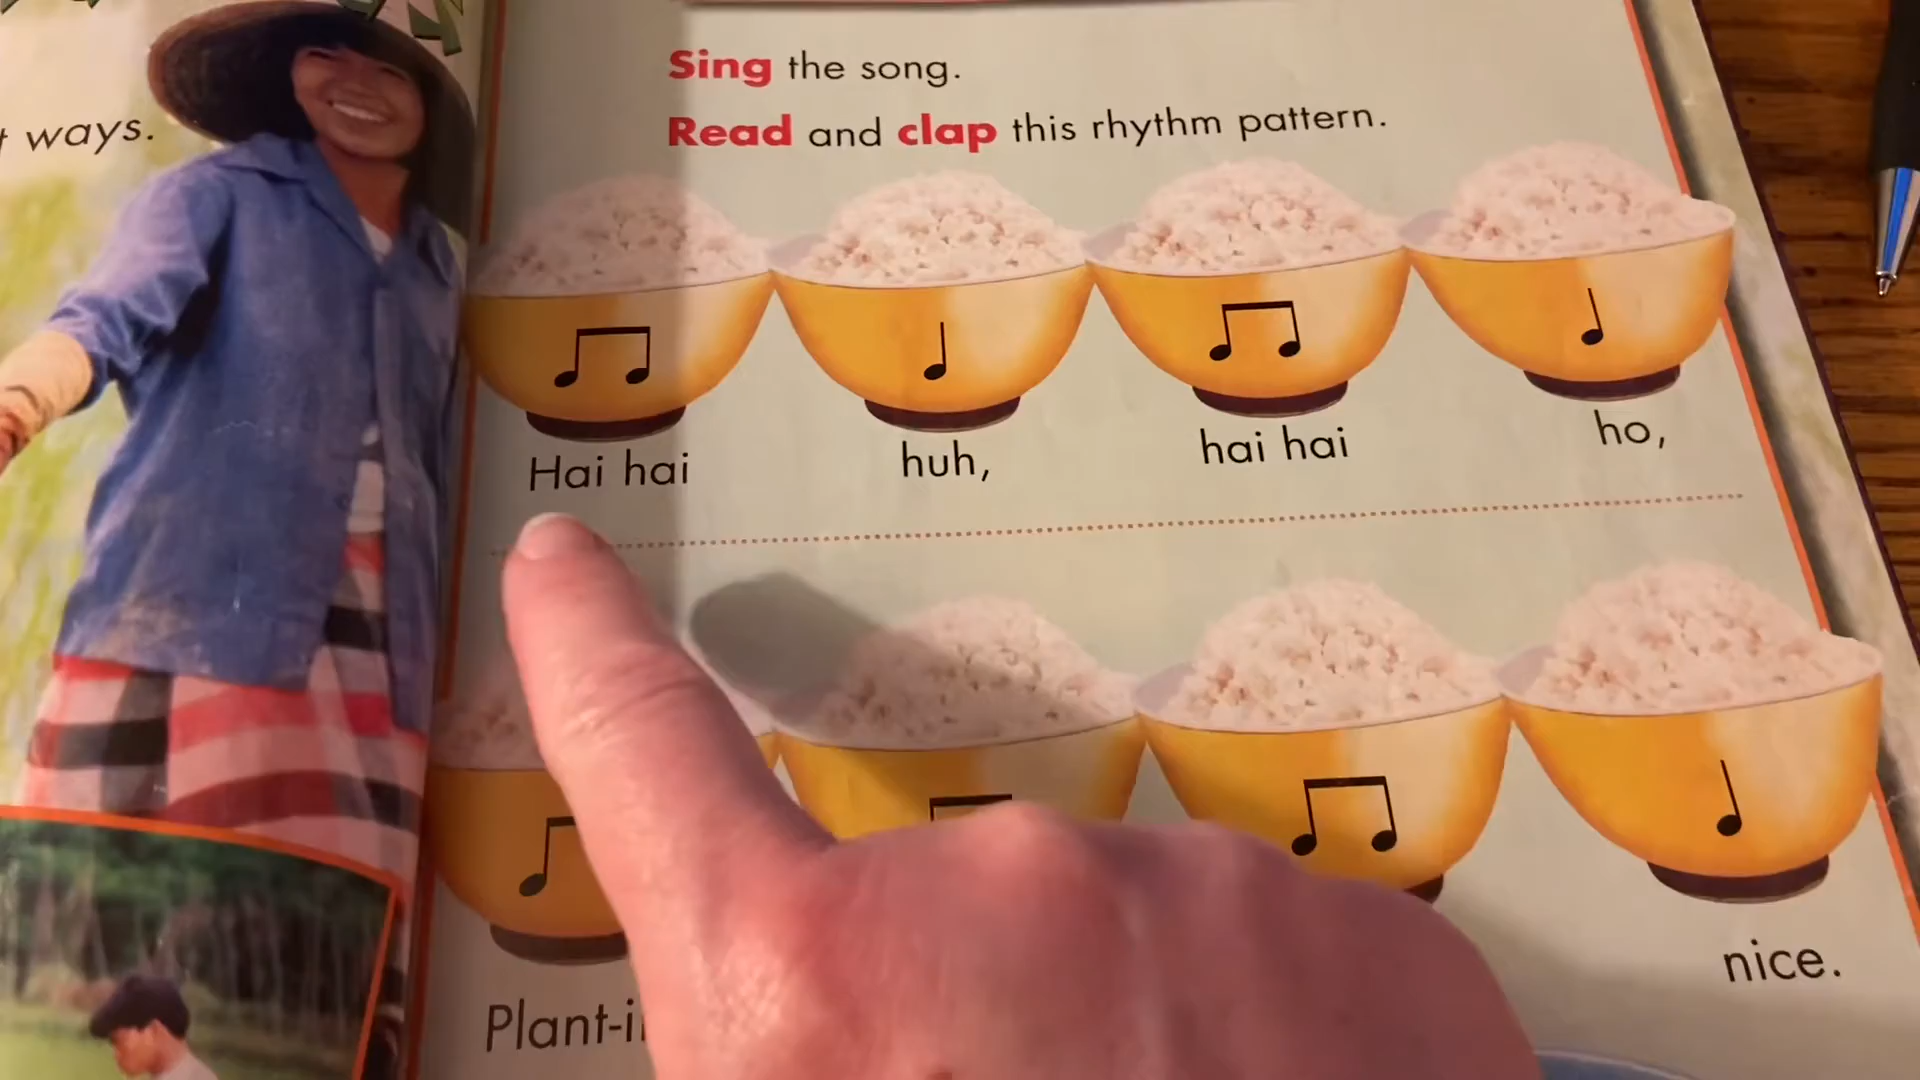 t ways.
Sing the song.
Read and clap this rhythm pattern.
Hai hai huh, hai hai ho,
nice.